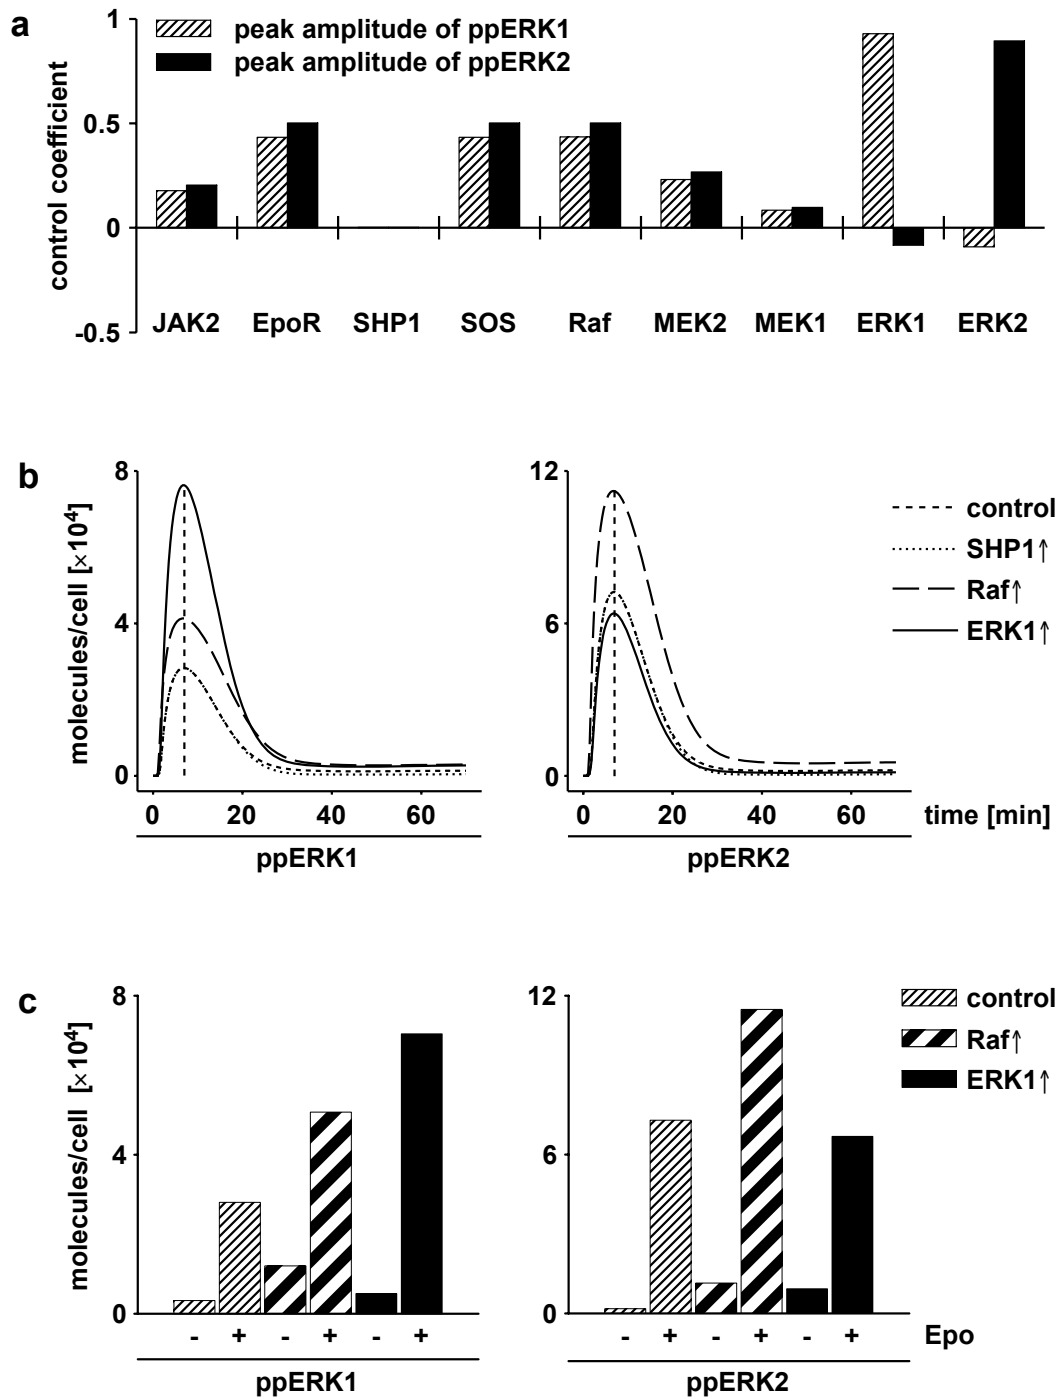 a
1
peak amplitude of ppERK1
peak amplitude of ppERK2
control coefficient
0.5
0
-0.5
JAK2 EpoR SHP1 SOS Raf MEK2 MEK1 ERK1 ERK2
b
molecules/cell [×10⁴]
8
4
0
0 20 40 60
ppERK1
12
6
0
0 20 40 60
time [min]
ppERK2
control
SHP1↑
Raf↑
ERK1↑
c
molecules/cell [×10⁴]
8
4
0
- + - + - +
ppERK1
12
6
0
- + - + - +
Epo
ppERK2
control
Raf↑
ERK1↑